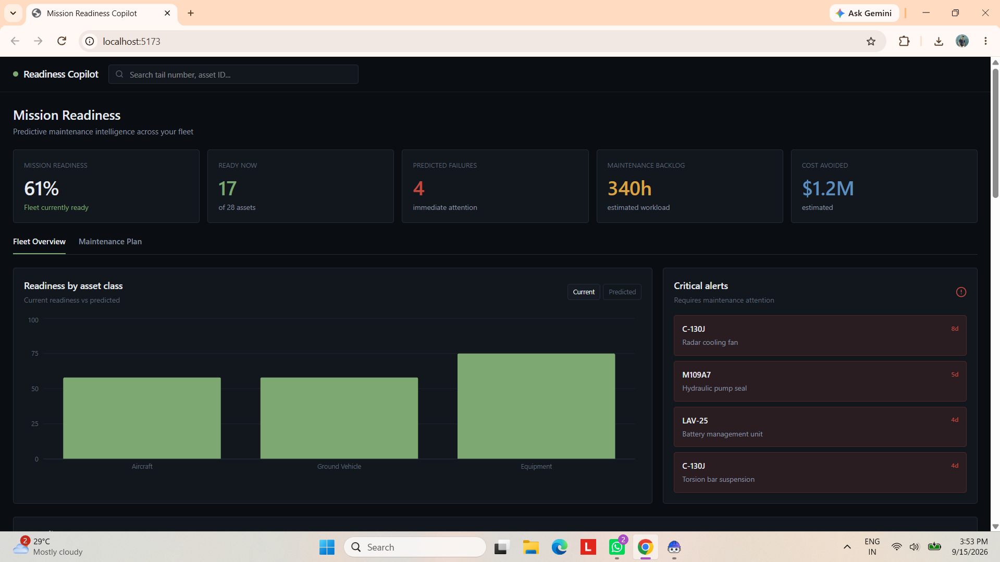 Mission Readiness Copilot
Ask Gemini
localhost:5173
Readiness Copilot
Search tail number, asset ID...
Mission Readiness
Predictive maintenance intelligence across your fleet
MISSION READINESS
61%
Fleet currently ready
READY NOW
17
of 28 assets
PREDICTED FAILURES
4
immediate attention
MAINTENANCE BACKLOG
340h
estimated workload
COST AVOIDED
$1.2M
estimated
Fleet Overview
Maintenance Plan
Readiness by asset class
Current readiness vs predicted
Current
Predicted
100
75
50
25
0
Aircraft
Ground Vehicle
Equipment
Critical alerts
Requires maintenance attention
C-130J
8d
Radar cooling fan
M109A7
5d
Hydraulic pump seal
LAV-25
4d
Battery management unit
C-130J
4d
Torsion bar suspension
2
29°C
Mostly cloudy
Search
L
2
ENG
IN
3:53 PM
9/15/2026